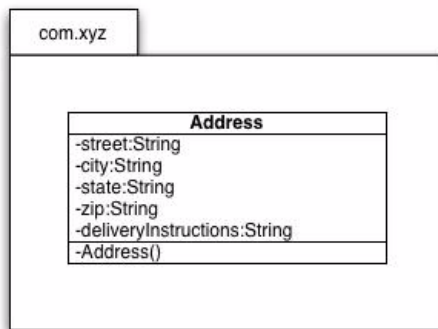 com.xyz
Address
-street:String
-city:String
-state:String
-zip:String
-deliveryInstructions:String
-Address()